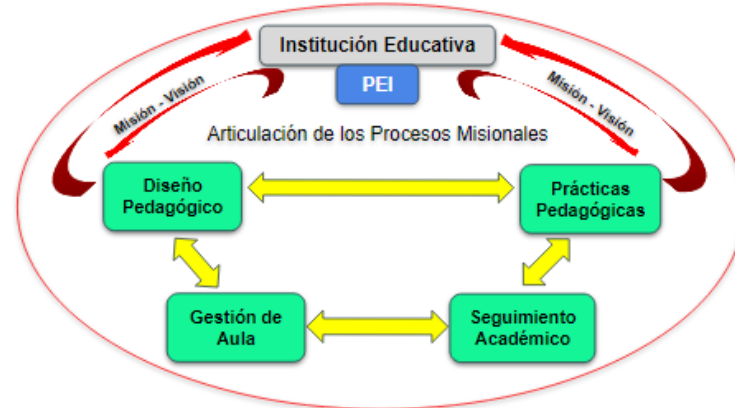 Institución Educativa
PEI
Misión - Visión
Misión - Visión
Articulación de los Procesos Misionales
Diseño
Pedagógico
Prácticas
Pedagógicas
Gestión de
Aula
Seguimiento
Académico